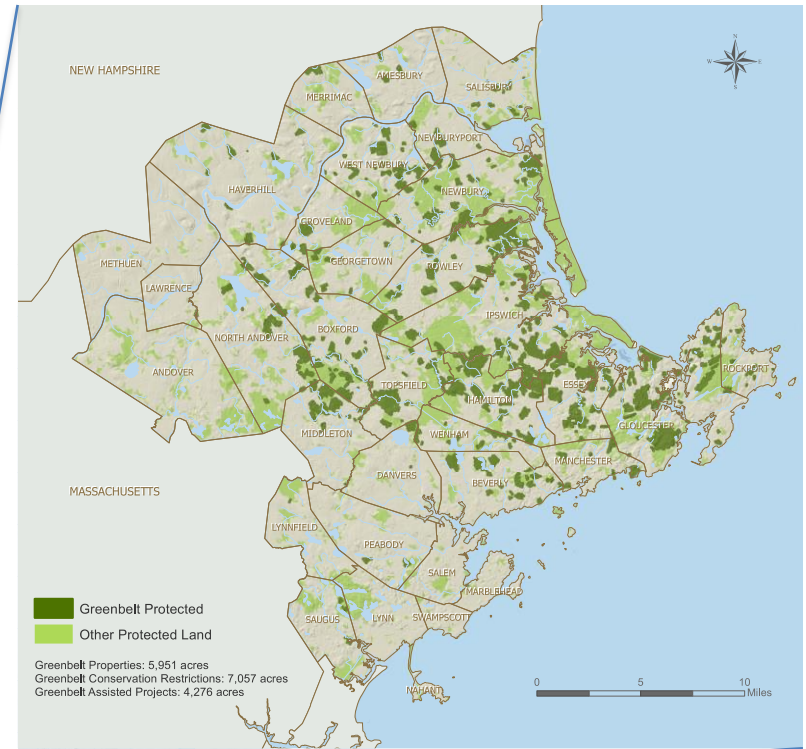 N
W E
S
NEW HAMPSHIRE
AMESBURY
SALISBURY
MERRIMAC
NEWBURYPORT
WEST NEWBURY
HAVERHILL
NEWBURY
GROVELAND
GEORGETOWN
ROWLEY
METHUEN
LAWRENCE
IPSWICH
NORTH ANDOVER
BOXFORD
ANDOVER
ROCKPORT
TOPSFIELD
ESSEX
HAMILTON
GLOUCESTER
MIDDLETON
WENHAM
MANCHESTER
DANVERS
BEVERLY
MASSACHUSETTS
LYNNFIELD
PEABODY
SALEM
MARBLEHEAD
SAUGUS
LYNN
SWAMPSCOTT
NAHANT
Greenbelt Protected
Other Protected Land
Greenbelt Properties: 5,951 acres
Greenbelt Conservation Restrictions: 7,057 acres
Greenbelt Assisted Projects: 4,276 acres
0 5 10
Miles